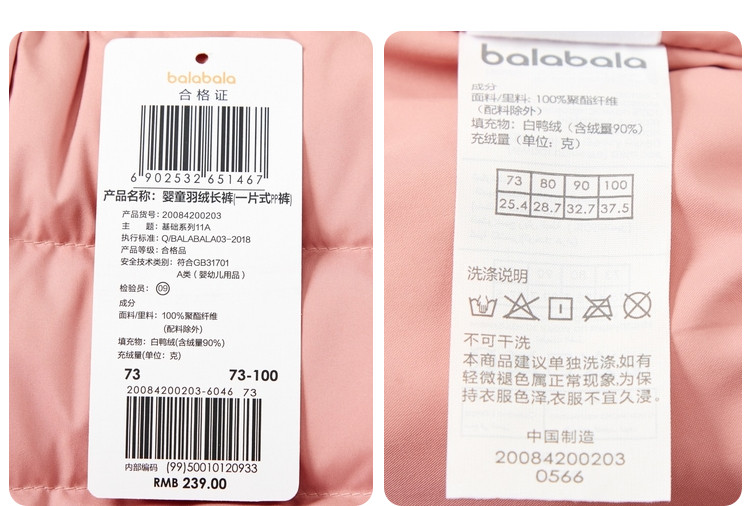 balabala
合格证
6 902532 651467
产品名称: 婴童羽绒长裤(一片式PP裤)
产品货号: 20084200203
主 题: 基础系列11A
执行标准: Q/BALABALA03-2018
产品等级: 合格品
安全技术类别: 符合GB31701
A类 (婴幼儿用品)
检验员: 09
成分
面料/里料: 100%聚酯纤维
(配料除外)
填充物: 白鸭绒(含绒量90%)
充绒量(单位: 克)
73 73-100
20084200203-6046 73
内部编码 (99)50010120933
RMB 239.00
balabala
成分
面料/里料: 100%聚酯纤维
(配料除外)
填充物: 白鸭绒 (含绒量90%)
充绒量 (单位: 克)
73 80 90 100
25.4 28.7 32.7 37.5
洗涤说明
不可干洗
本商品建议单独洗涤,如有
轻微褪色属正常现象,为保
持衣服色泽,衣服不宜久浸。
中国制造
20084200203
0566